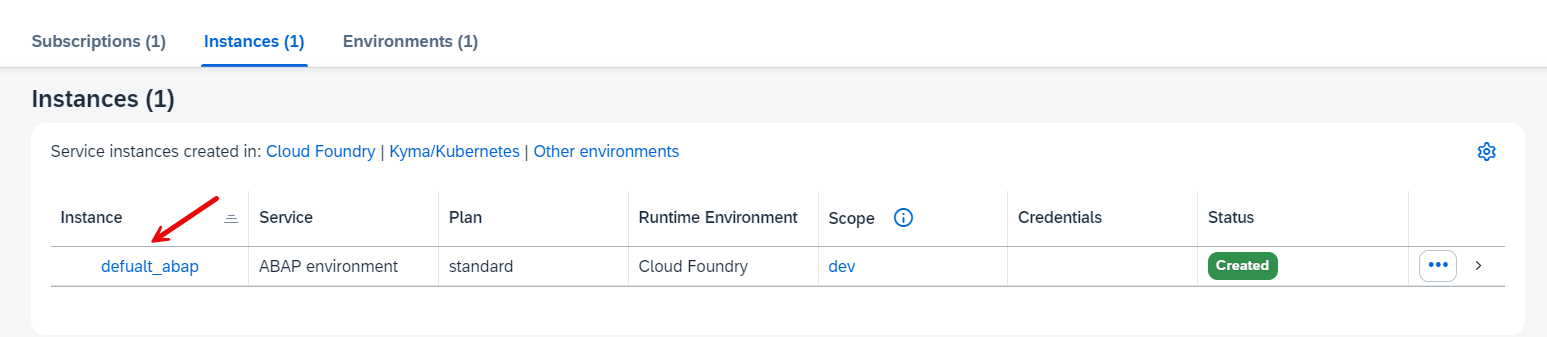 Subscriptions (1) Instances (1) Environments (1)
Instances (1)
Service instances created in: Cloud Foundry | Kyma/Kubernetes | Other environments
Instance Service Plan Runtime Environment Scope Credentials Status
defualt_abap ABAP environment standard Cloud Foundry dev Created